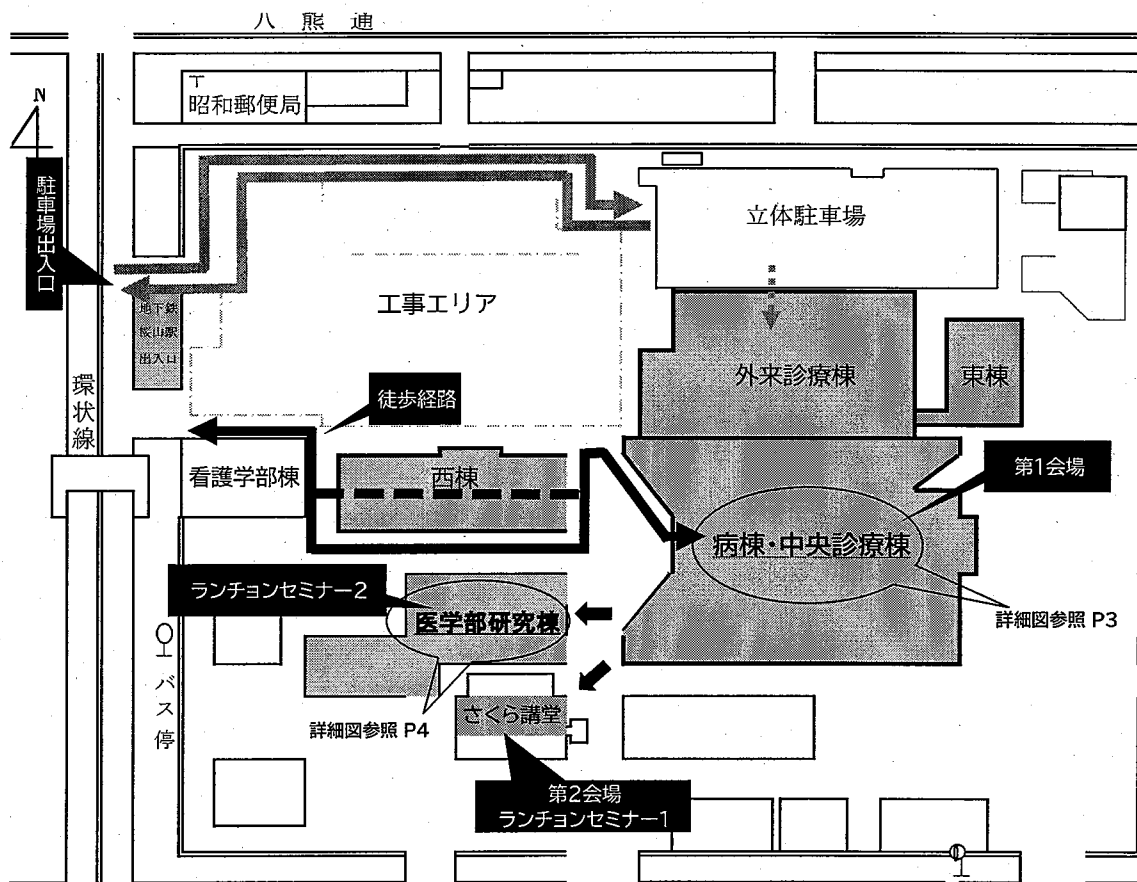 八熊通
〒
昭和郵便局
N
駐車場出入口
立体駐車場
工事エリア
地下鉄
桜山駅
出入口
外来診療棟
東棟
環状線
徒歩経路
看護学部棟
西棟
第1会場
病棟・中央診療棟
ランチョンセミナー2
医学部研究棟
詳細図参照 P3
バス停
さくら講堂
詳細図参照 P4
第2会場
ランチョンセミナー1